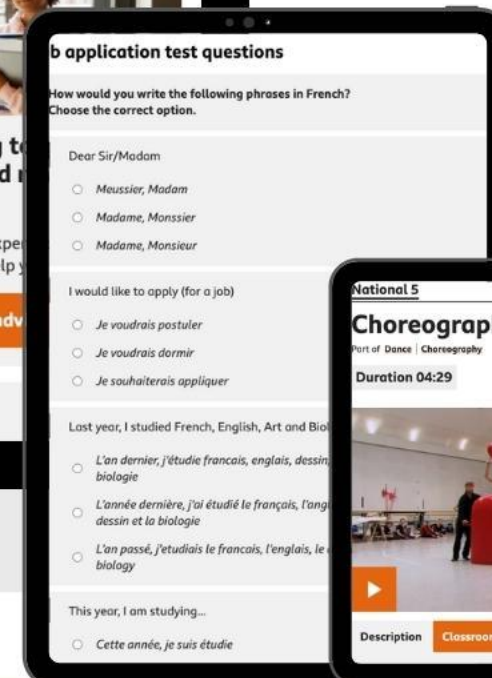 b application test questions
How would you write the following phrases in French?
Choose the correct option.
Dear Sir/Madam
Meussier, Madam
Madame, Monssier
Madame, Monsieur
I would like to apply (for a job)
Je voudrais postuler
Je voudrais dormir
Je souhaiterais appliquer
Last year, I studied French, English, Art and
L'an dernier, j'étudie francais, englais, dessin,
biologie
L'année dernière, j'ai étudié le français,
dessin et la biologie
L'an passé, j'etudiais le francais, l'englais, le
biology
This year, I am studying...
Cette année, je suis étudie
National 5
Part of Dance | Choreography
Duration 04:29
Description